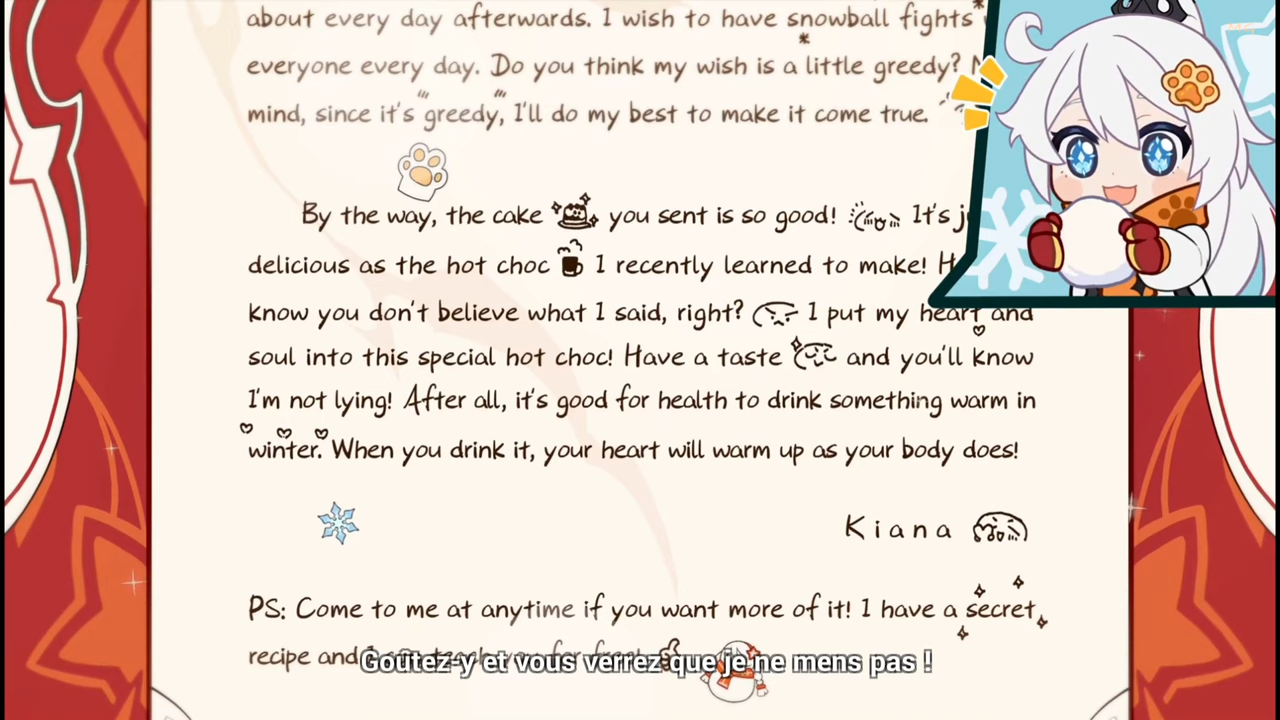 about every day afterwards. I wish to have snowball fights
everyone every day. Do you think my wish is a little greedy?
mind, since it's greedy, I'll do my best to make it come true.
By the way, the cake you sent is so good! It's
delicious as the hot choc I recently learned to make!
know you don't believe what I said, right? I put my heart and
soul into this special hot choc! Have a taste and you'll know
I'm not lying! After all, it's good for health to drink something warm in
winter. When you drink it, your heart will warm up as your body does!
Kiana
PS: Come to me at anytime if you want more of it! I have a secret
recipe and
Goûtez-y et vous verrez que je ne mens pas !